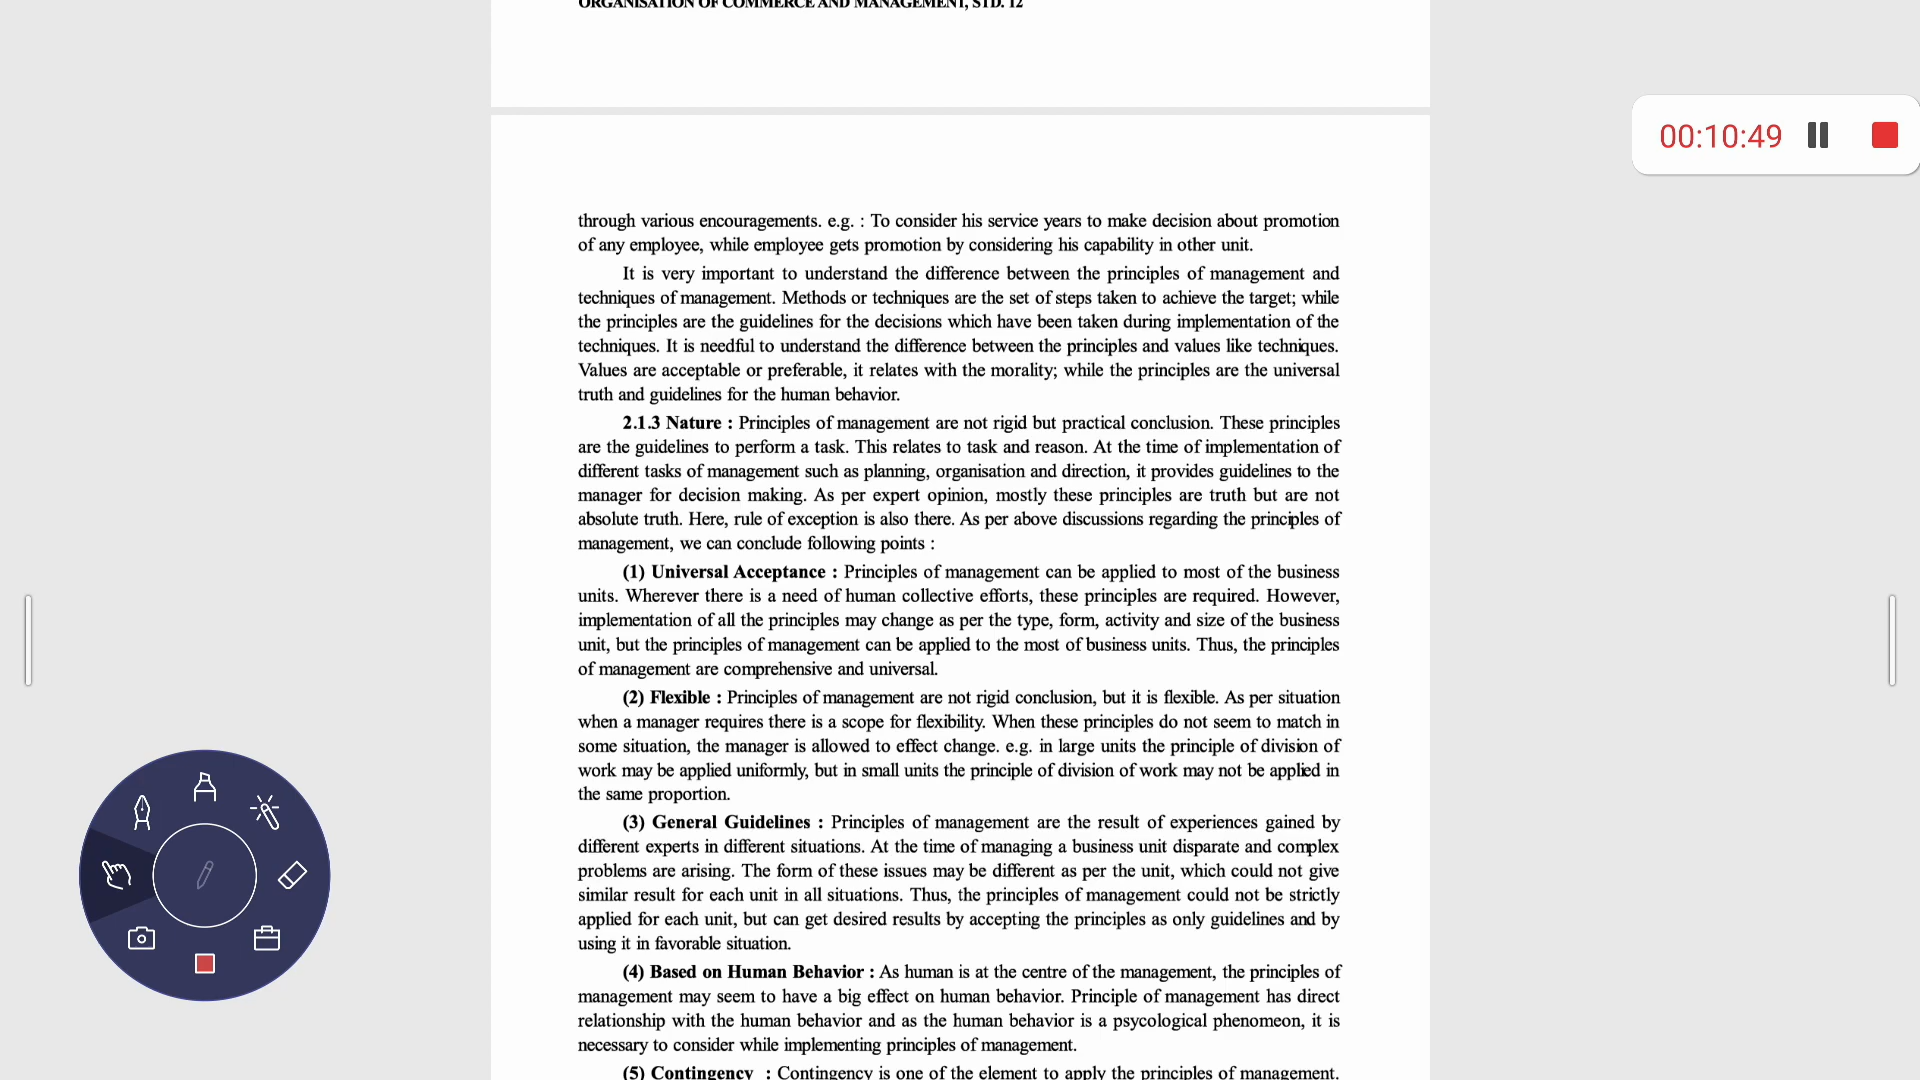 ORGANISATION OF COMMERCE AND MANAGEMENT, STD. 12
00:10:49
through various encouragements. e.g. : To consider his service years to make decision about promotion
of any employee, while employee gets promotion by considering his capability in other unit.
It is very important to understand the difference between the principles of management and
techniques of management. Methods or techniques are the set of steps taken to achieve the target; while
the principles are the guidelines for the decisions which have been taken during implementation of the
techniques. It is needful to understand the difference between the principles and values like techniques.
Values are acceptable or preferable, it relates with the morality; while the principles are the universal
truth and guidelines for the human behavior.
2.1.3 Nature : Principles of management are not rigid but practical conclusion. These principles
are the guidelines to perform a task. This relates to task and reason. At the time of implementation of
different tasks of management such as planning, organisation and direction, it provides guidelines to the
manager for decision making. As per expert opinion, mostly these principles are truth but are not
absolute truth. Here, rule of exception is also there. As per above discussions regarding the principles of
management, we can conclude following points :
(1) Universal Acceptance : Principles of management can be applied to most of the business
units. Wherever there is a need of human collective efforts, these principles are required. However,
implementation of all the principles may change as per the type, form, activity and size of the business
unit, but the principles of management can be applied to the most of business units. Thus, the principles
of management are comprehensive and universal.
(2) Flexible : Principles of management are not rigid conclusion, but it is flexible. As per situation
when a manager requires there is a scope for flexibility. When these principles do not seem to match in
some situation, the manager is allowed to effect change. e.g. in large units the principle of division of
work may be applied uniformly, but in small units the principle of division of work may not be applied in
the same proportion.
(3) General Guidelines : Principles of management are the result of experiences gained by
different experts in different situations. At the time of managing a business unit disparate and complex
problems are arising. The form of these issues may be different as per the unit, which could not give
similar result for each unit in all situations. Thus, the principles of management could not be strictly
applied for each unit, but can get desired results by accepting the principles as only guidelines and by
using it in favorable situation.
(4) Based on Human Behavior : As human is at the centre of the management, the principles of
management may seem to have a big effect on human behavior. Principle of management has direct
relationship with the human behavior and as the human behavior is a psycological phenomeon, it is
necessary to consider while implementing principles of management.
(5) Contingency : Contingency is one of the element to apply the principles of management.